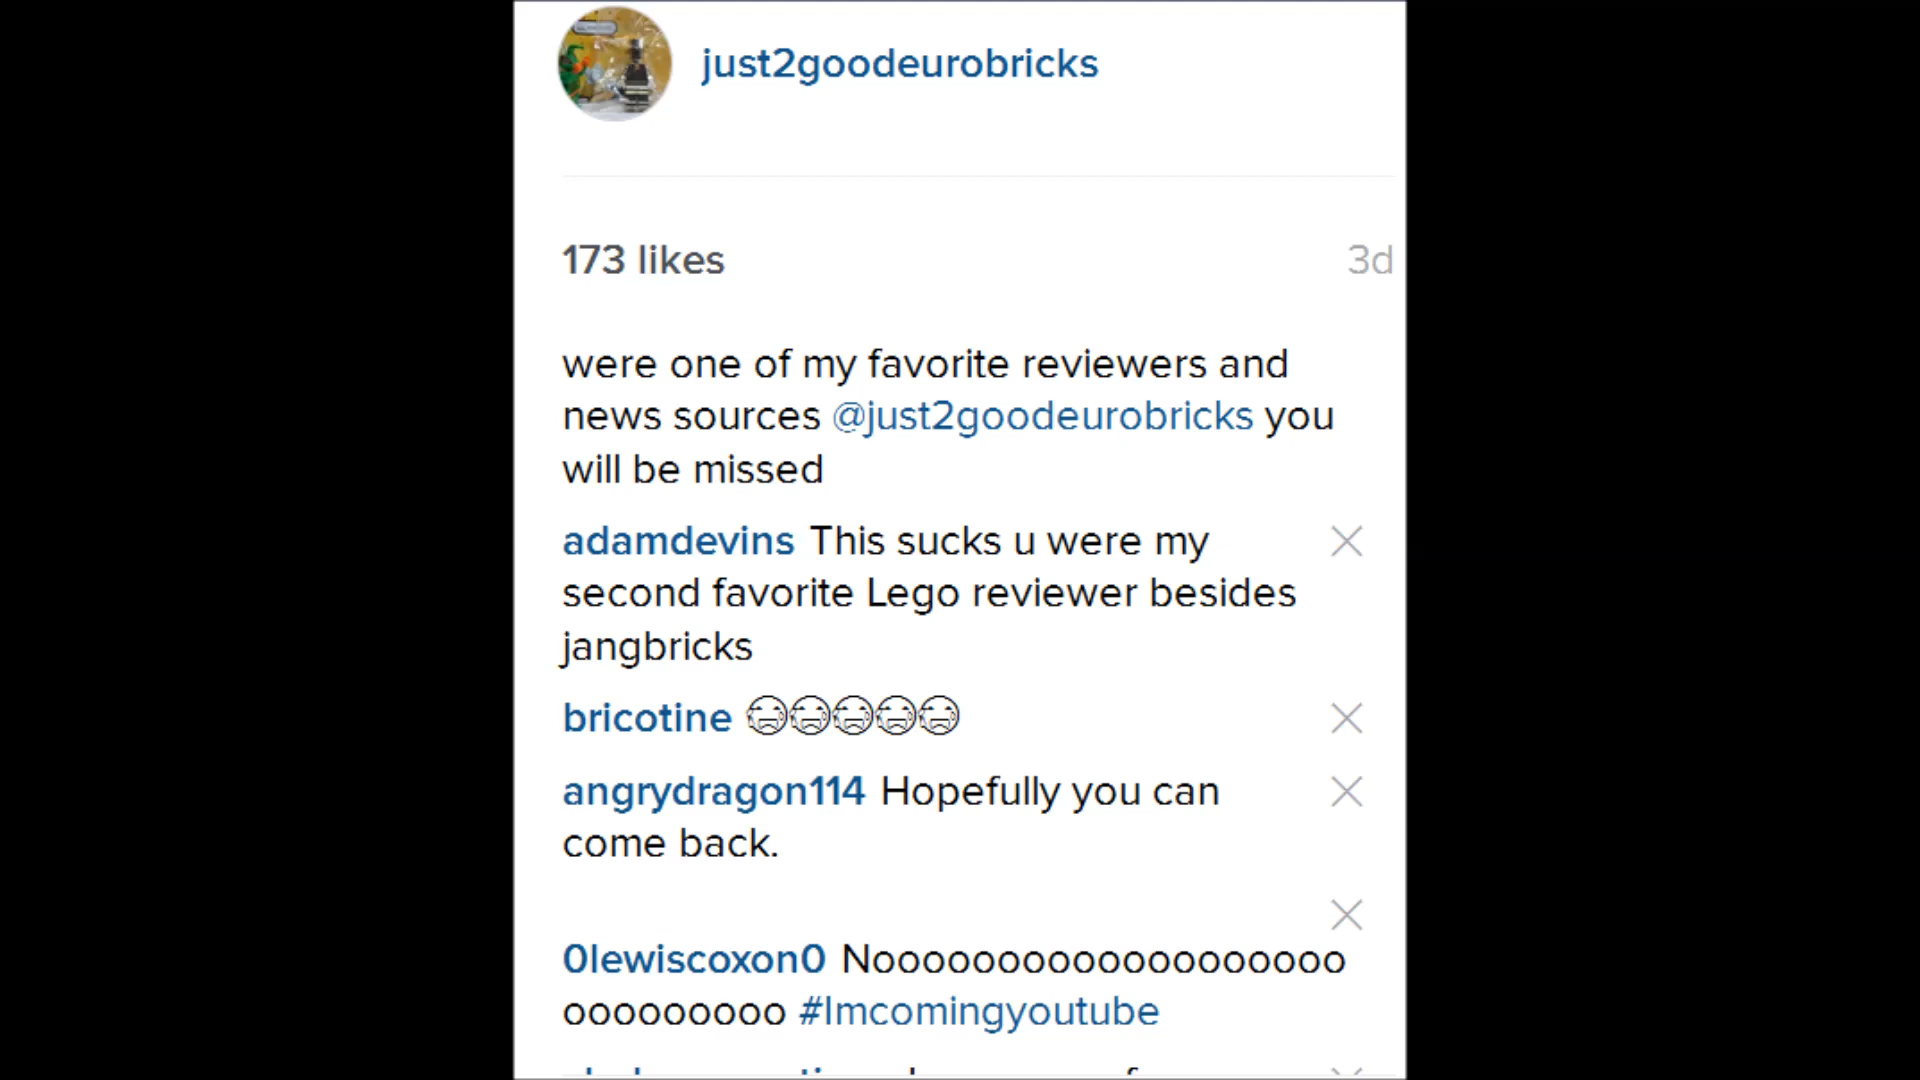 just2goodeurobricks
173 likes 3d
were one of my favorite reviewers and
news sources @just2goodeurobricks you
will be missed
adamdevins This sucks u were my
second favorite Lego reviewer besides
jangbricks
bricotine 😂😂😂😂😂
angrydragon114 Hopefully you can
come back.
0lewiscoxon0 Nooooooooooooooooooo
ooooooooo #Imcomingyoutube